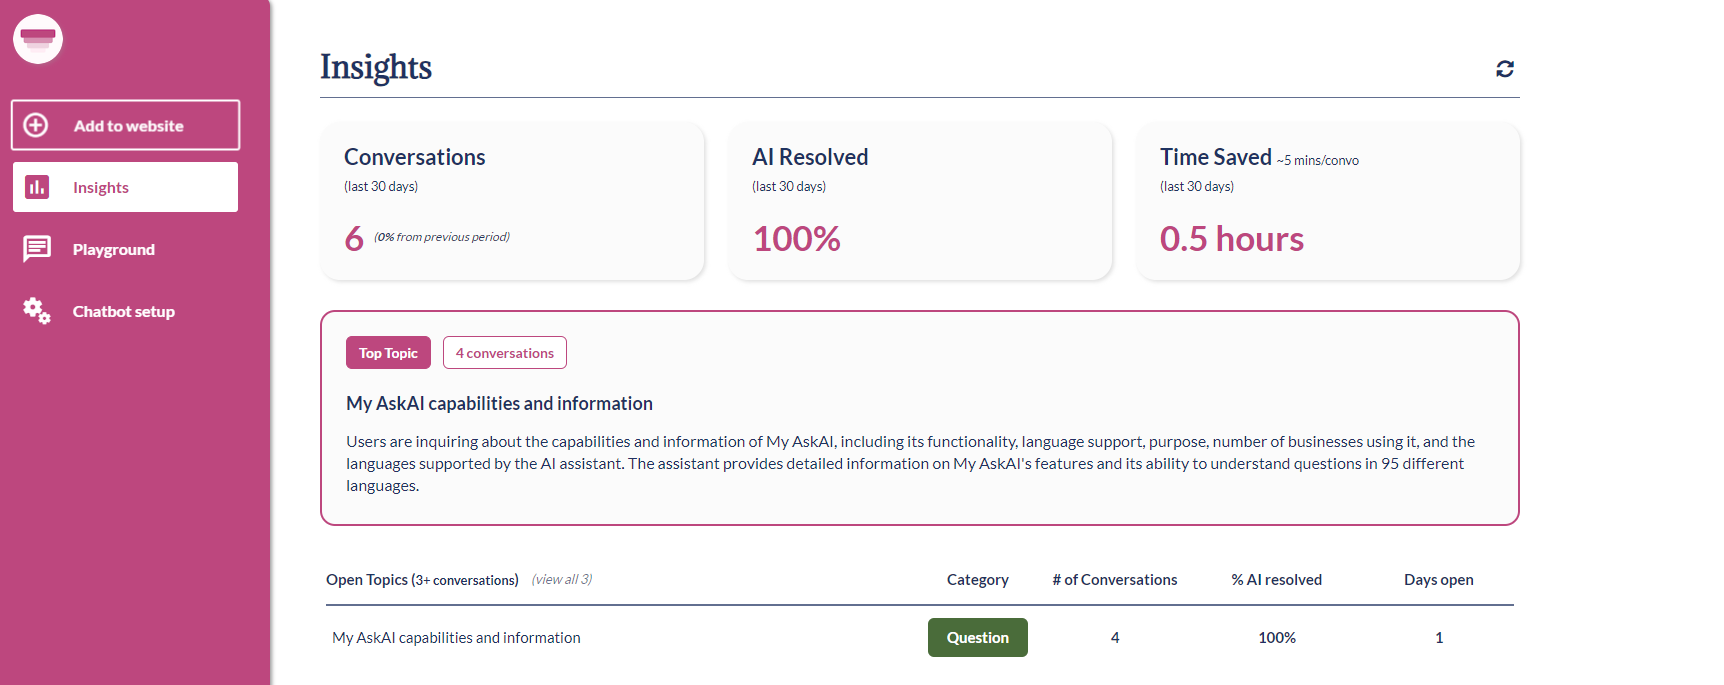 Add to website
Insights
Playground
Chatbot setup
Insights
Conversations
(last 30 days)
6 (0% from previous period)
AI Resolved
(last 30 days)
100%
Time Saved ~5 mins/convo
(last 30 days)
0.5 hours
Top Topic
4 conversations
My AskAI capabilities and information
Users are inquiring about the capabilities and information of My AskAI, including its functionality, language support, purpose, number of businesses using it, and the
languages supported by the AI assistant. The assistant provides detailed information on My AskAI's features and its ability to understand questions in 95 different
languages.
Open Topics (3+ conversations) (view all 3) Category # of Conversations % AI resolved Days open
My AskAI capabilities and information Question 4 100% 1